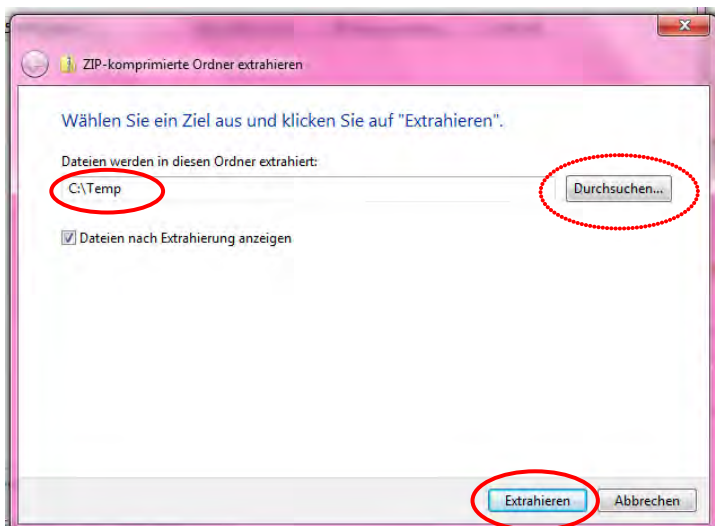 ZIP-komprimierte Ordner extrahieren
Wählen Sie ein Ziel aus und klicken Sie auf "Extrahieren".
Dateien werden in diesen Ordner extrahiert:
C:\Temp
Durchsuchen...
Dateien nach Extrahierung anzeigen
Extrahieren
Abbrechen